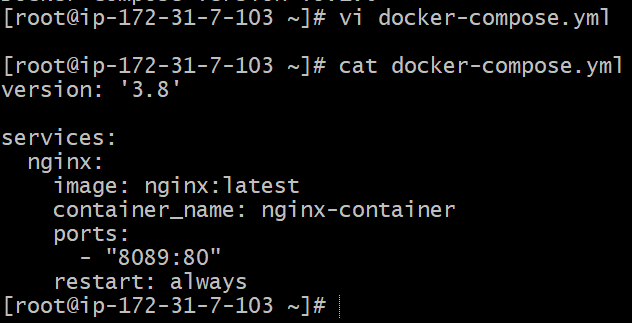 [root@ip-172-31-7-103 ~]# vi docker-compose.yml
[root@ip-172-31-7-103 ~]# cat docker-compose.yml
version: '3.8'
services:
  nginx:
    image: nginx:latest
    container_name: nginx-container
    ports:
      - "8089:80"
    restart: always
[root@ip-172-31-7-103 ~]#